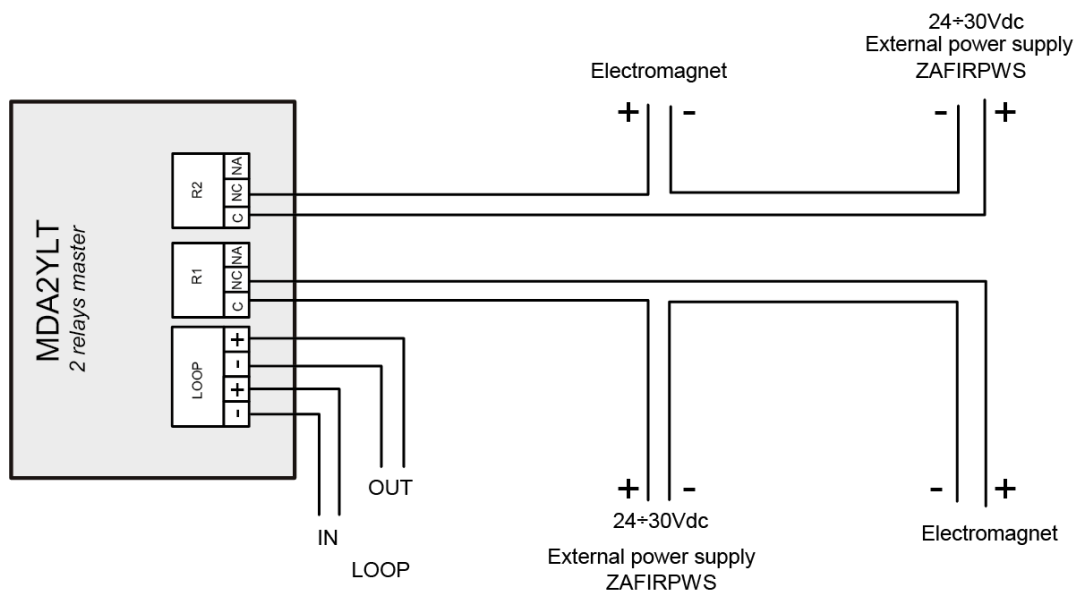 24÷30Vdc
External power supply
ZAFIRPWS
Electromagnet
+ -
- +
MDA2YLT
2 relays master
R2
NA
NC
C
R1
NA
NC
C
LOOP
+
-
+
-
OUT
IN
LOOP
+ -
24÷30Vdc
External power supply
ZAFIRPWS
- +
Electromagnet